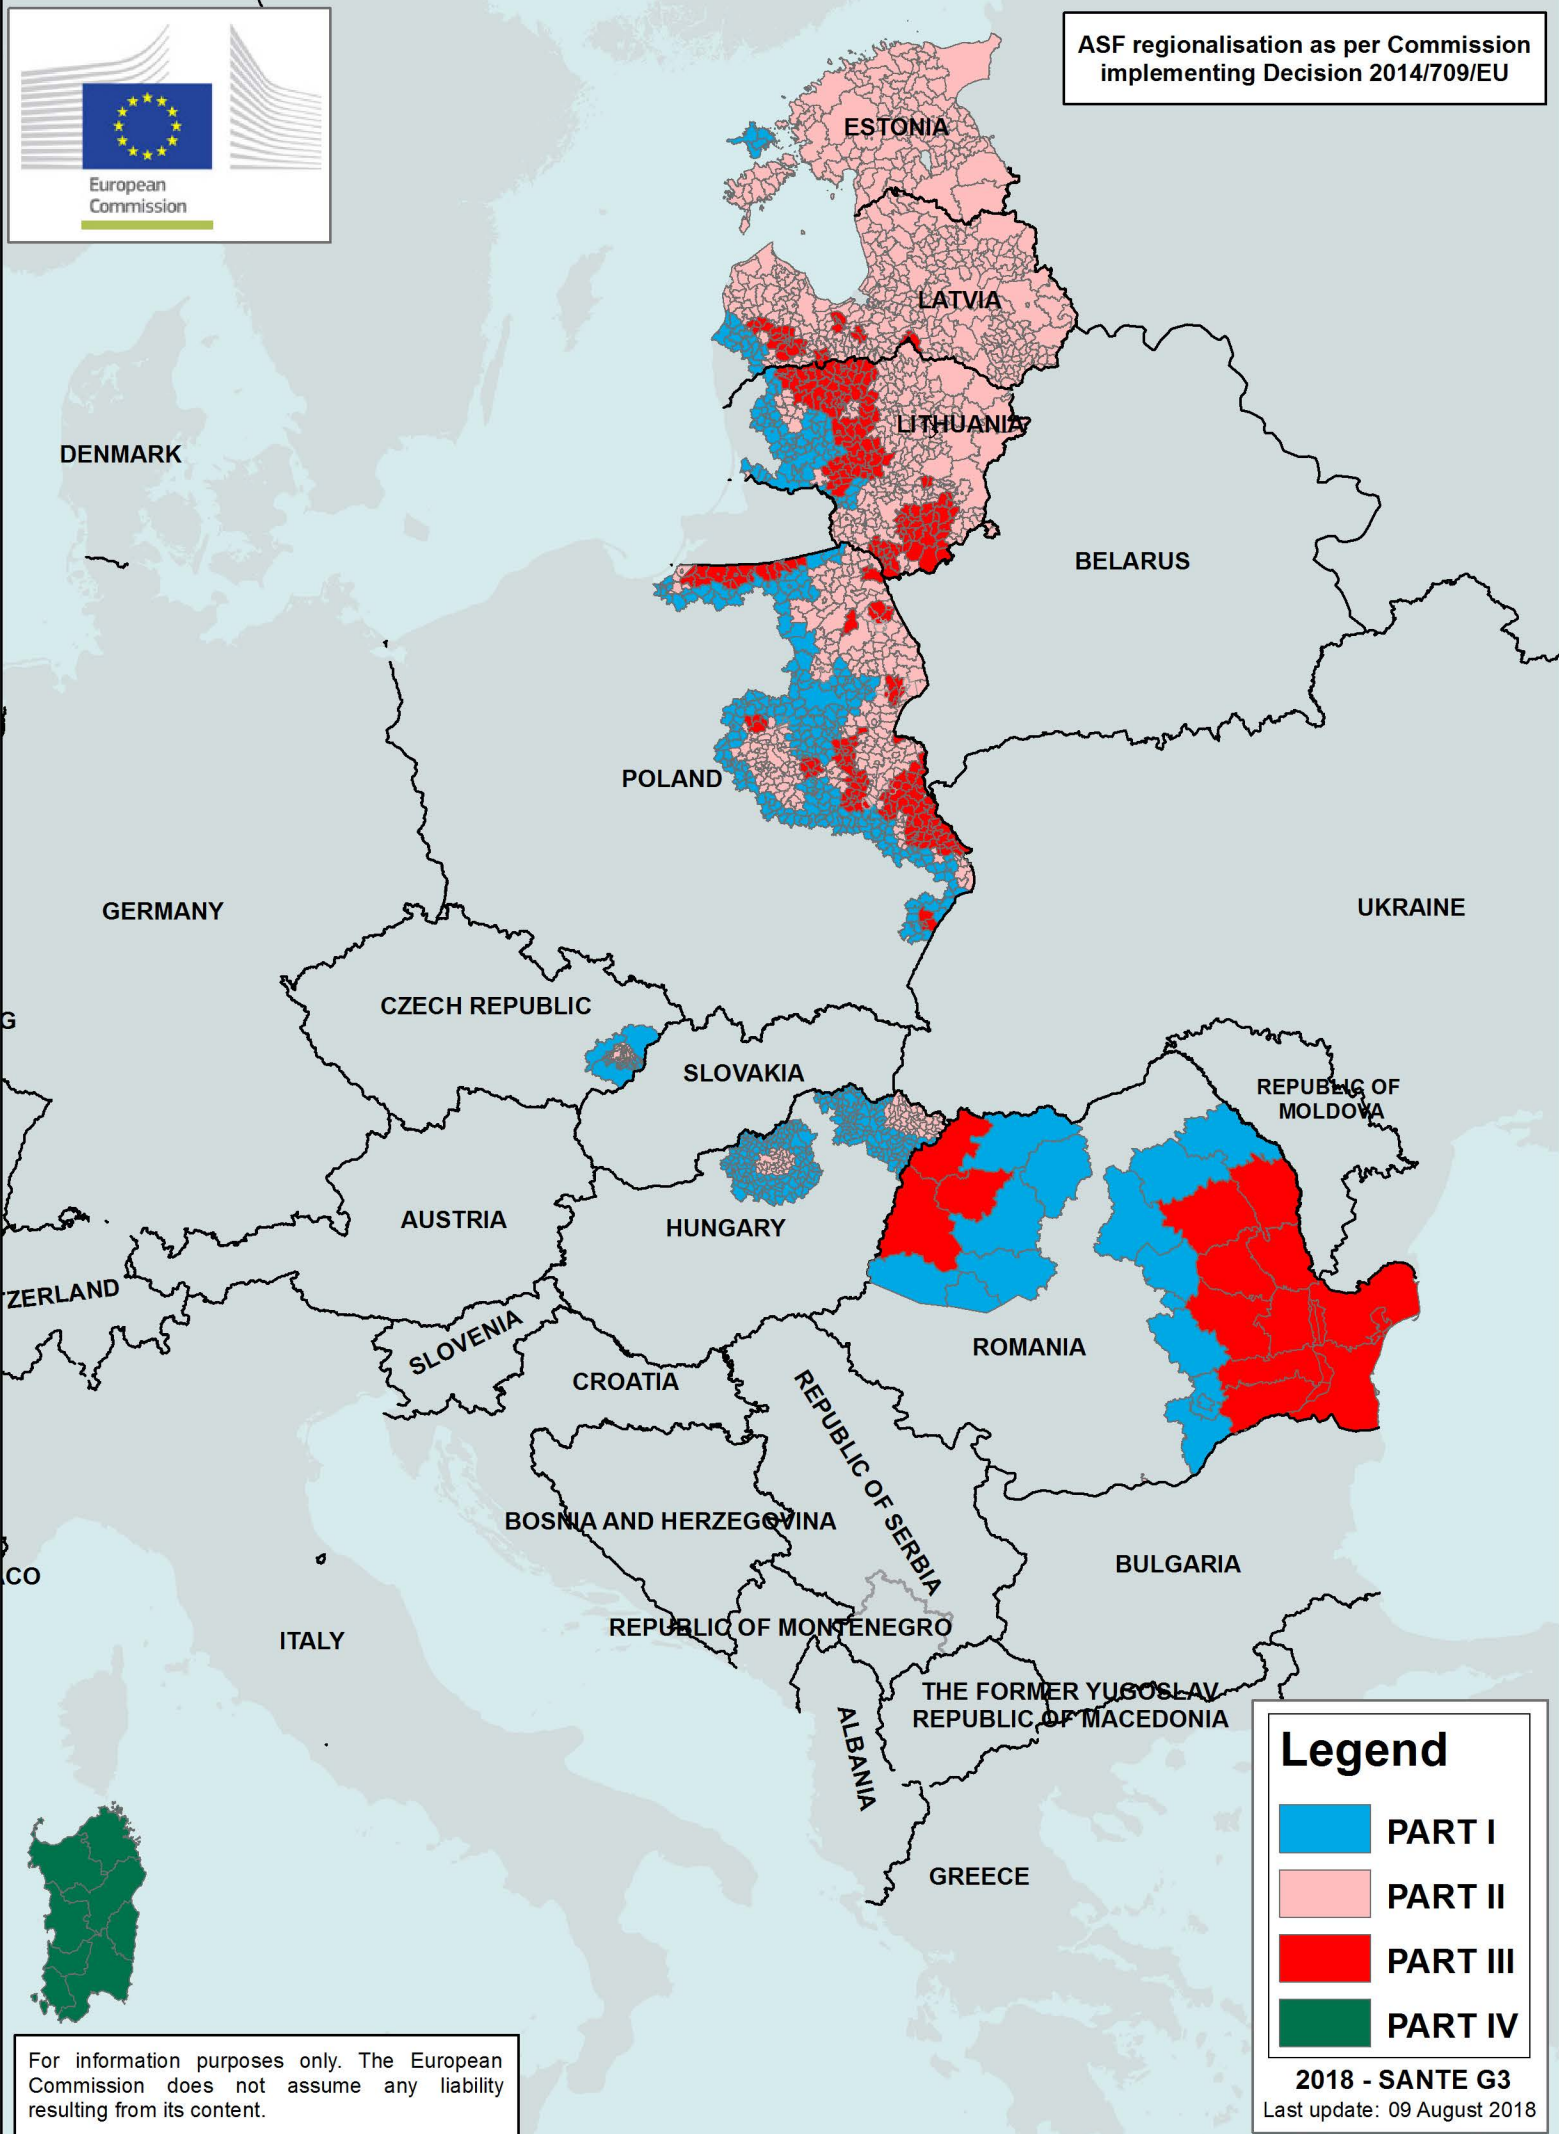 European
Commission
ASF regionalisation as per Commission
implementing Decision 2014/709/EU
ESTONIA
LATVIA
LITHUANIA
DENMARK
BELARUS
POLAND
GERMANY
UKRAINE
CZECH REPUBLIC
G
SLOVAKIA
REPUBLIC OF
MOLDOVA
AUSTRIA
HUNGARY
TZERLAND
SLOVENIA
ROMANIA
CROATIA
REPUBLIC OF SERBIA
BOSNIA AND HERZEGOVINA
BULGARIA
CO
REPUBLIC OF MONTENEGRO
ITALY
THE FORMER YUGOSLAV
REPUBLIC OF MACEDONIA
ALBANIA
GREECE
Legend
PART I
PART II
PART III
PART IV
2018 - SANTE G3
Last update: 09 August 2018
For information purposes only. The European
Commission does not assume any liability
resulting from its content.